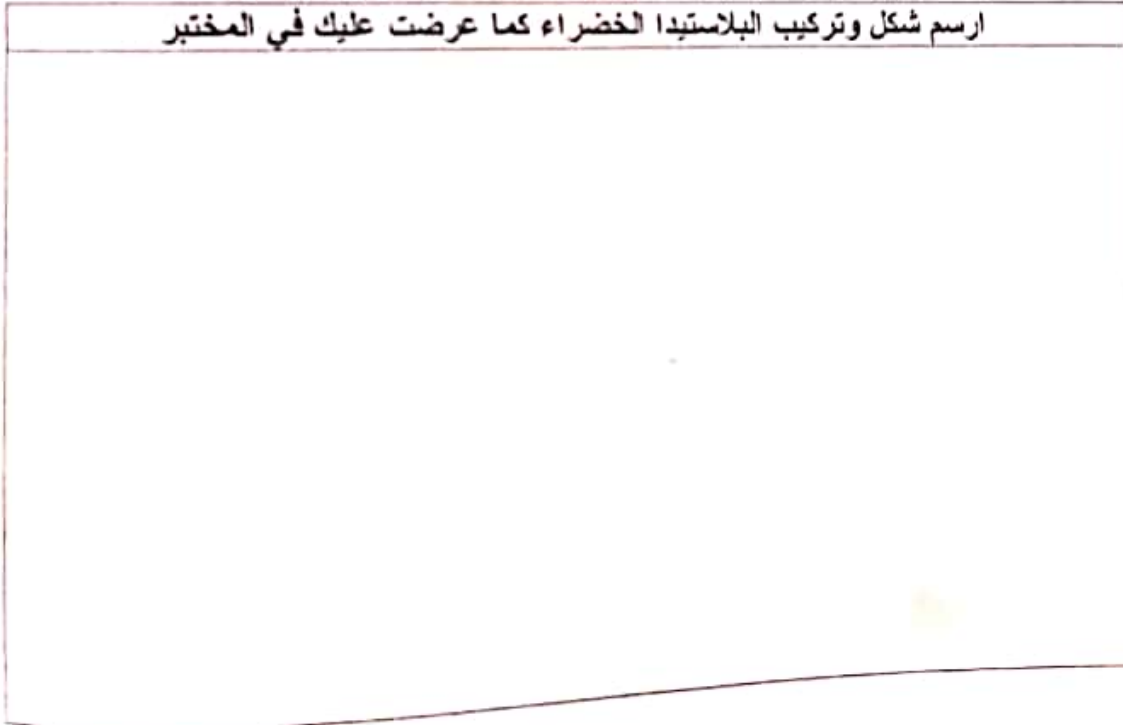 ارسم شكل وتركيب البلاستيدا الخضراء كما عرضت عليك في المختبر